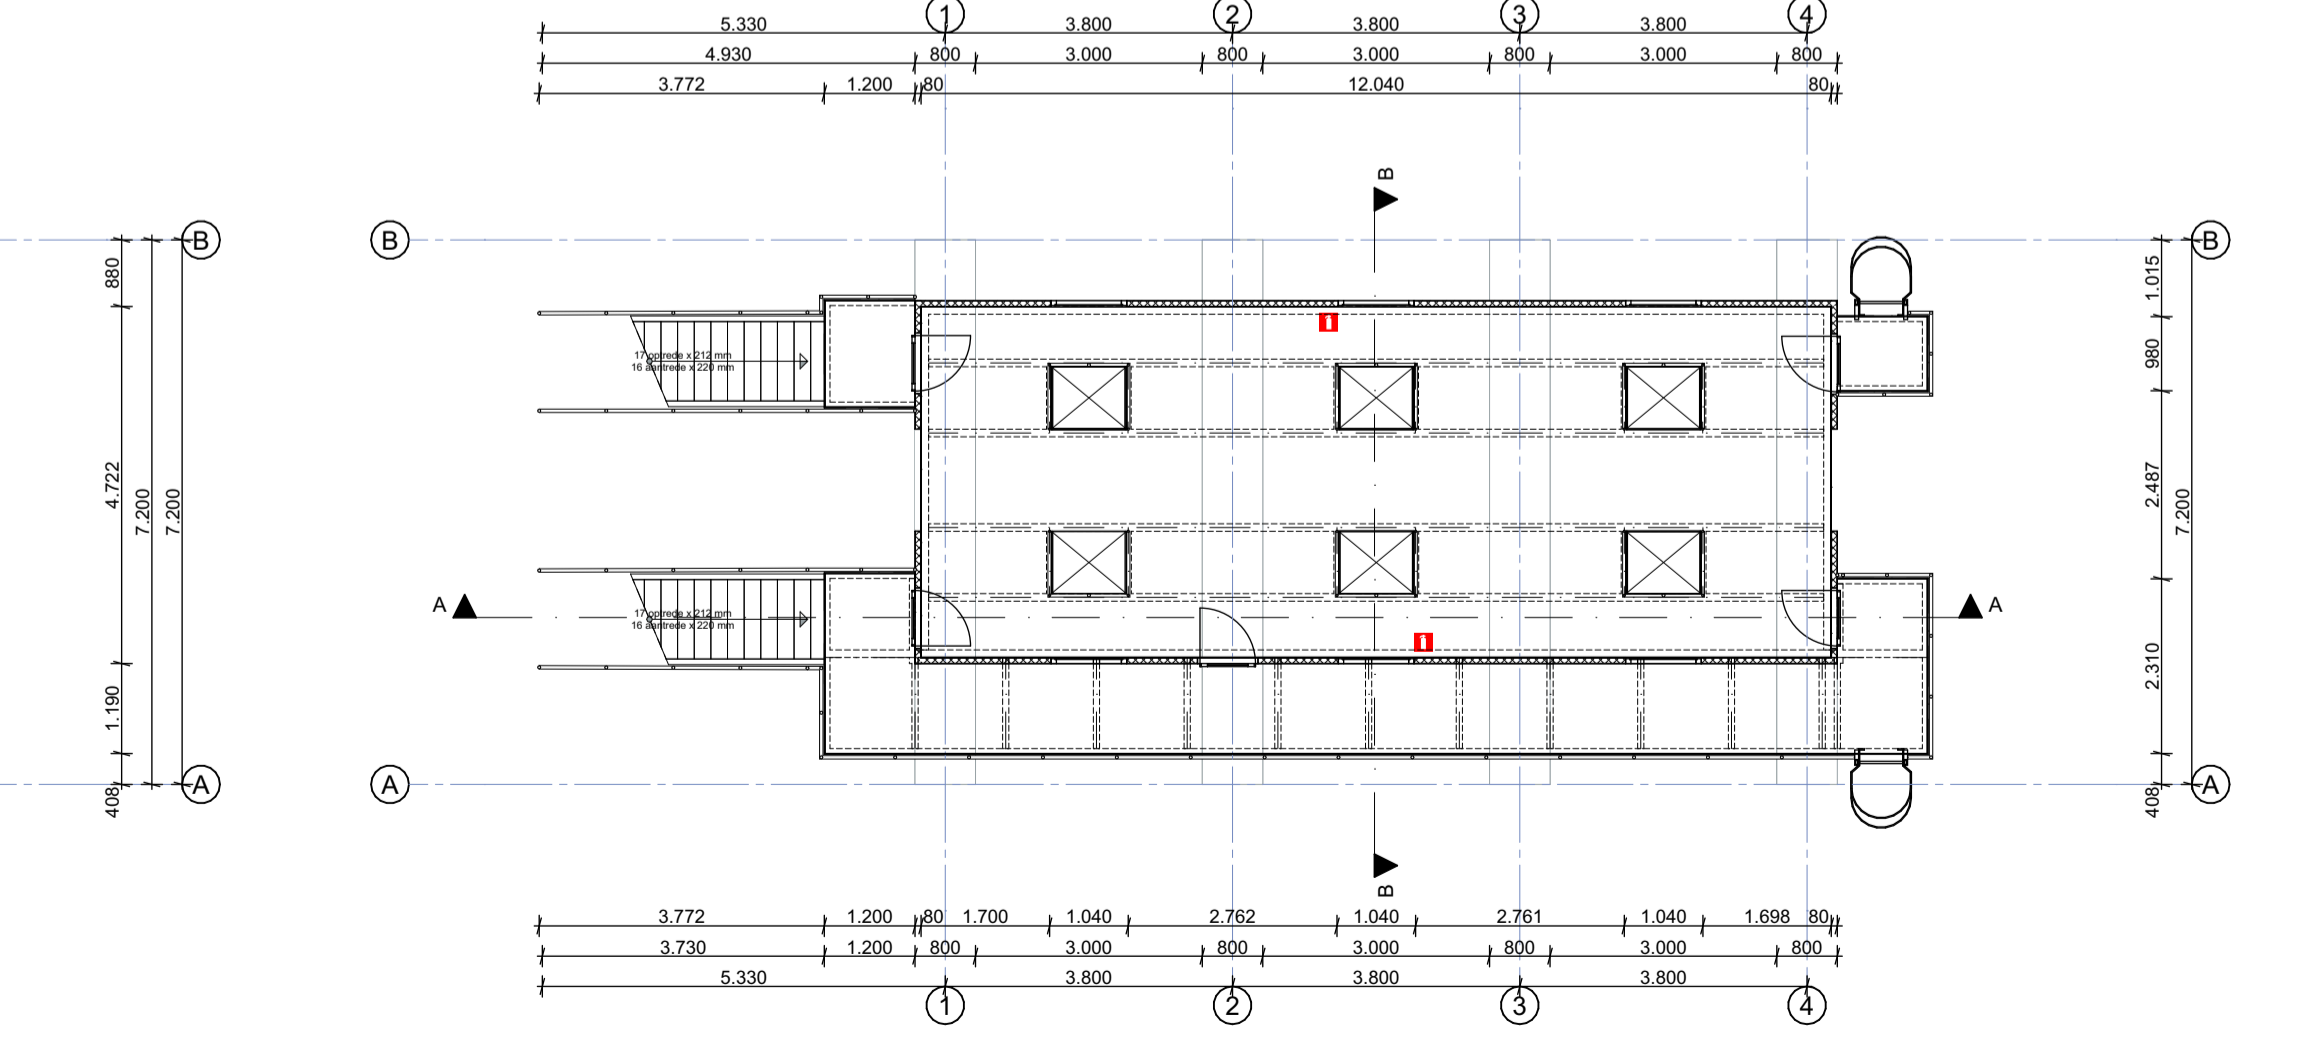 1 2 3 4
5.330 3.800 3.800 3.800
4.930 800 3.000 800 3.000 800 3.000 800
3.772 1.200 80 12.040 80
B
B B B
880 1.015
17 optrede x 212 mm
16 aantrede x 220 mm
980
4.722 7.200 7.200 2.487 7.200
A A
17 optrede x 212 mm
16 aantrede x 220 mm
1.190 2.310
A A A
408 408
B
3.772 1.200 80 1.700 1.040 2.762 1.040 2.761 1.040 1.698 80
3.730 1.200 800 3.000 800 3.000 800 3.000 800
5.330 3.800 3.800 3.800
1 2 3 4